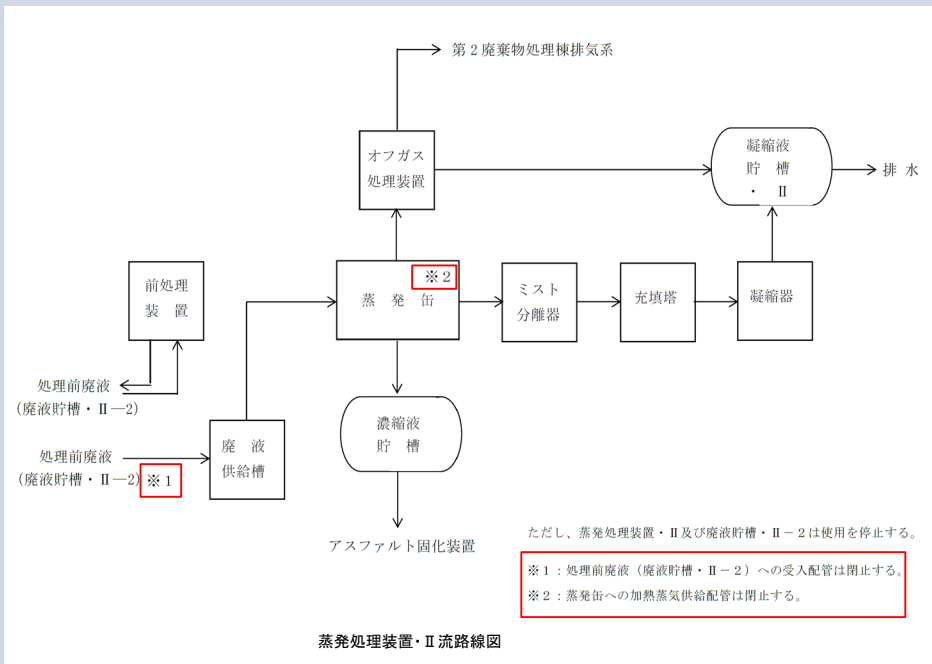 第2廃棄物処理棟排気系
オフガス
処理装置
凝縮液
貯 槽
・ Ⅱ
排 水
前処理
装 置
※2
蒸 発 缶
ミスト
分離器
充填塔
凝縮器
処理前廃液
(廃液貯槽・Ⅱ―2)
処理前廃液
(廃液貯槽・Ⅱ―2)
※1
廃 液
供給槽
濃縮液
貯 槽
アスファルト固化装置
ただし、蒸発処理装置・Ⅱ及び廃液貯槽・Ⅱ－2は使用を停止する。
※1：処理前廃液（廃液貯槽・Ⅱ－2）への受入配管は閉止する。
※2：蒸発缶への加熱蒸気供給配管は閉止する。
蒸発処理装置・Ⅱ流路線図